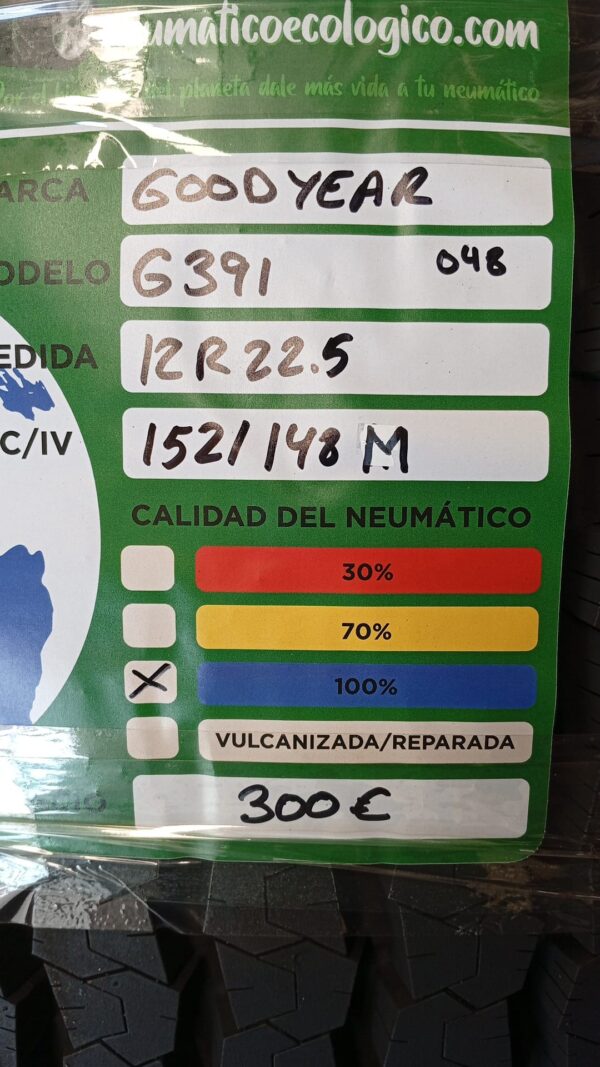 umaticoecologico.com
del planeta dale más vida a tu neumático
ARCA GOODYEAR
ODELO G391 048
EDIDA 12R22.5
C/IV 152/148 M
CALIDAD DEL NEUMÁTICO
30%
70%
X 100%
VULCANIZADA/REPARADA
300€